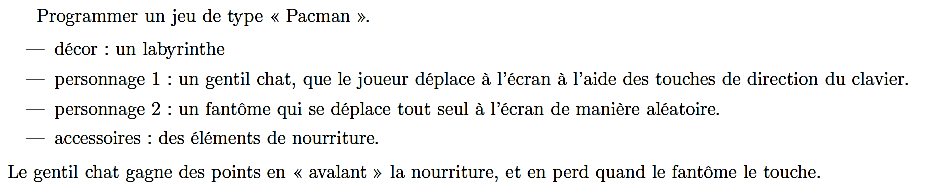 Programmer un jeu de type « Pacman ».
— décor : un labyrinthe
— personnage 1 : un gentil chat, que le joueur déplace à l'écran à l'aide des touches de direction du clavier.
— personnage 2 : un fantôme qui se déplace tout seul à l'écran de manière aléatoire.
— accessoires : des éléments de nourriture.
Le gentil chat gagne des points en « avalant » la nourriture, et en perd quand le fantôme le touche.